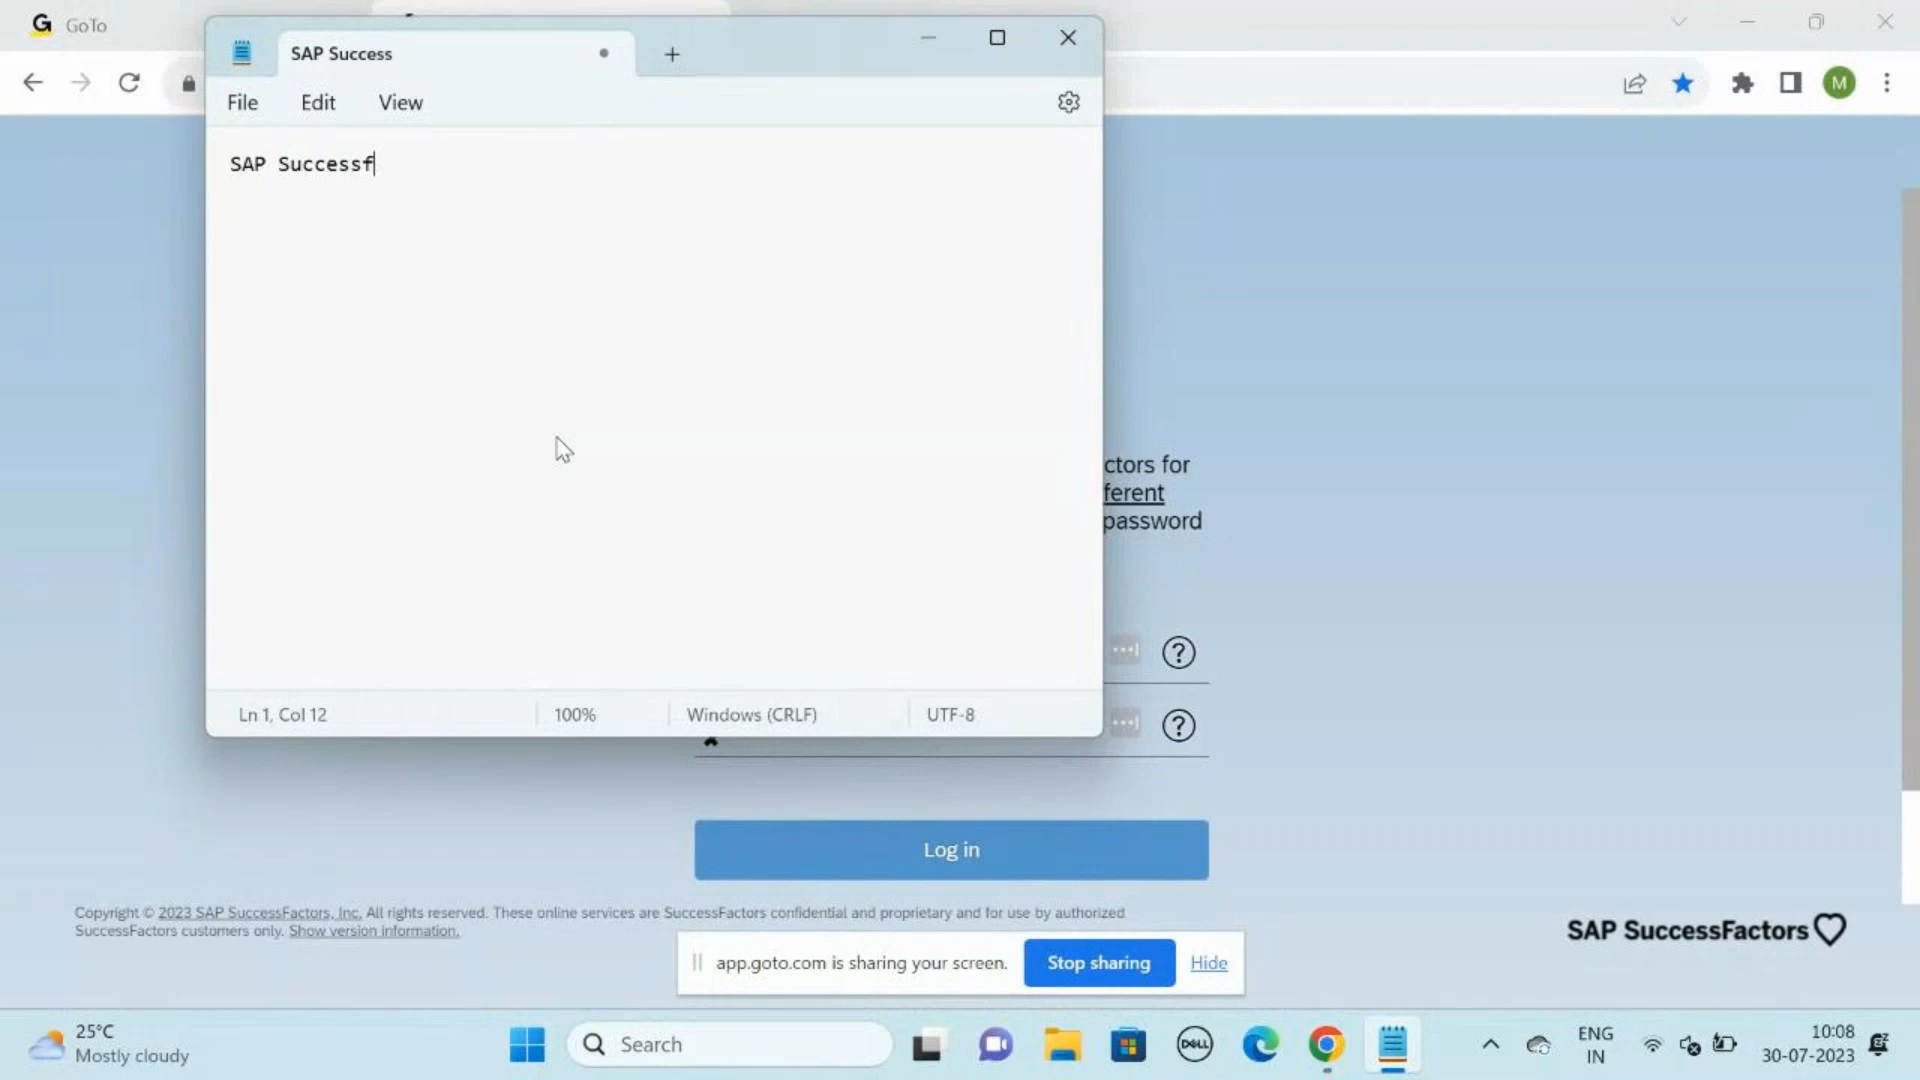 G GoTo
SAP Success
File Edit View
M
SAP Successf
ctors for
ferent
password
Ln 1, Col 12 100% Windows (CRLF) UTF-8
Log in
Copyright © 2023 SAP SuccessFactors, Inc. All rights reserved. These online services are SuccessFactors confidential and proprietary and for use by authorized
SuccessFactors customers only. Show version information.
SAP SuccessFactors
app.goto.com is sharing your screen. Stop sharing Hide
25°C
Mostly cloudy
Search
DELL
ENG
IN
10:08
30-07-2023